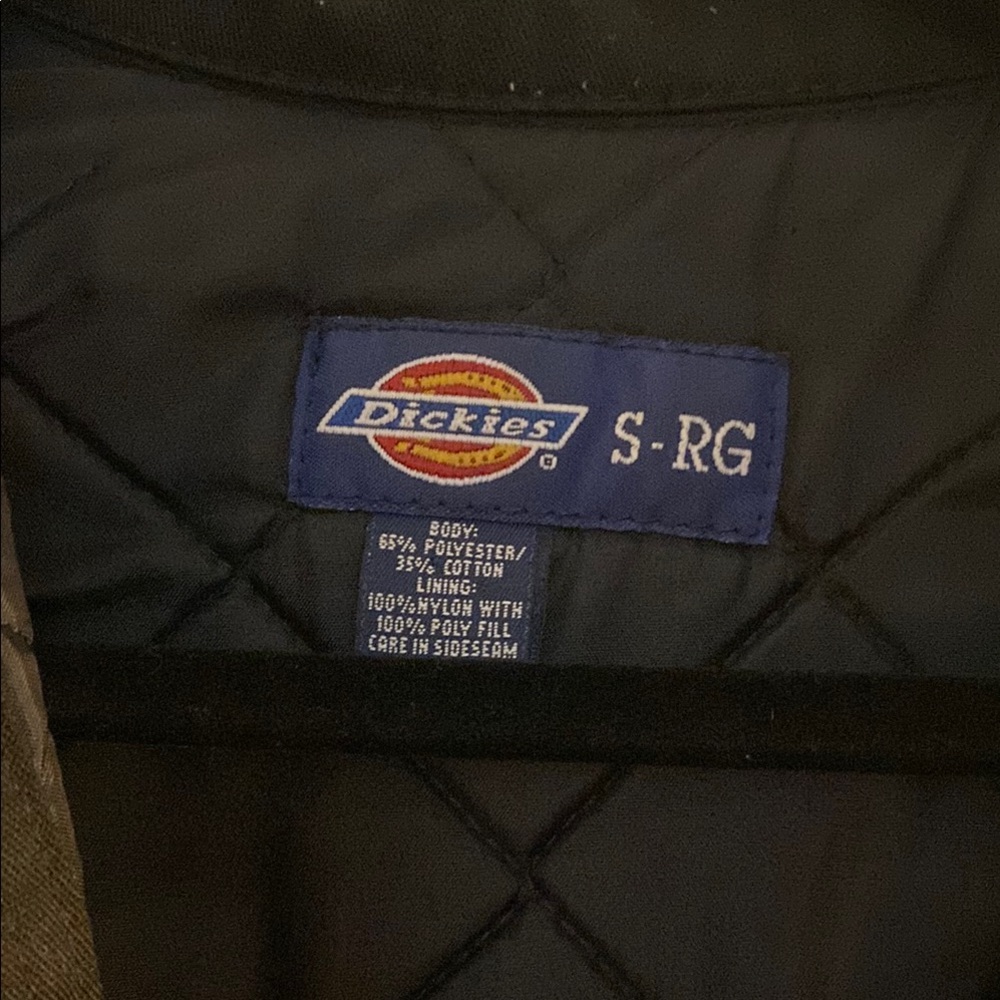 Dickies®
S-RG
BODY:
65% POLYESTER/
35% COTTON
LINING:
100%NYLON WITH
100% POLY FILL
CARE IN SIDESEAM